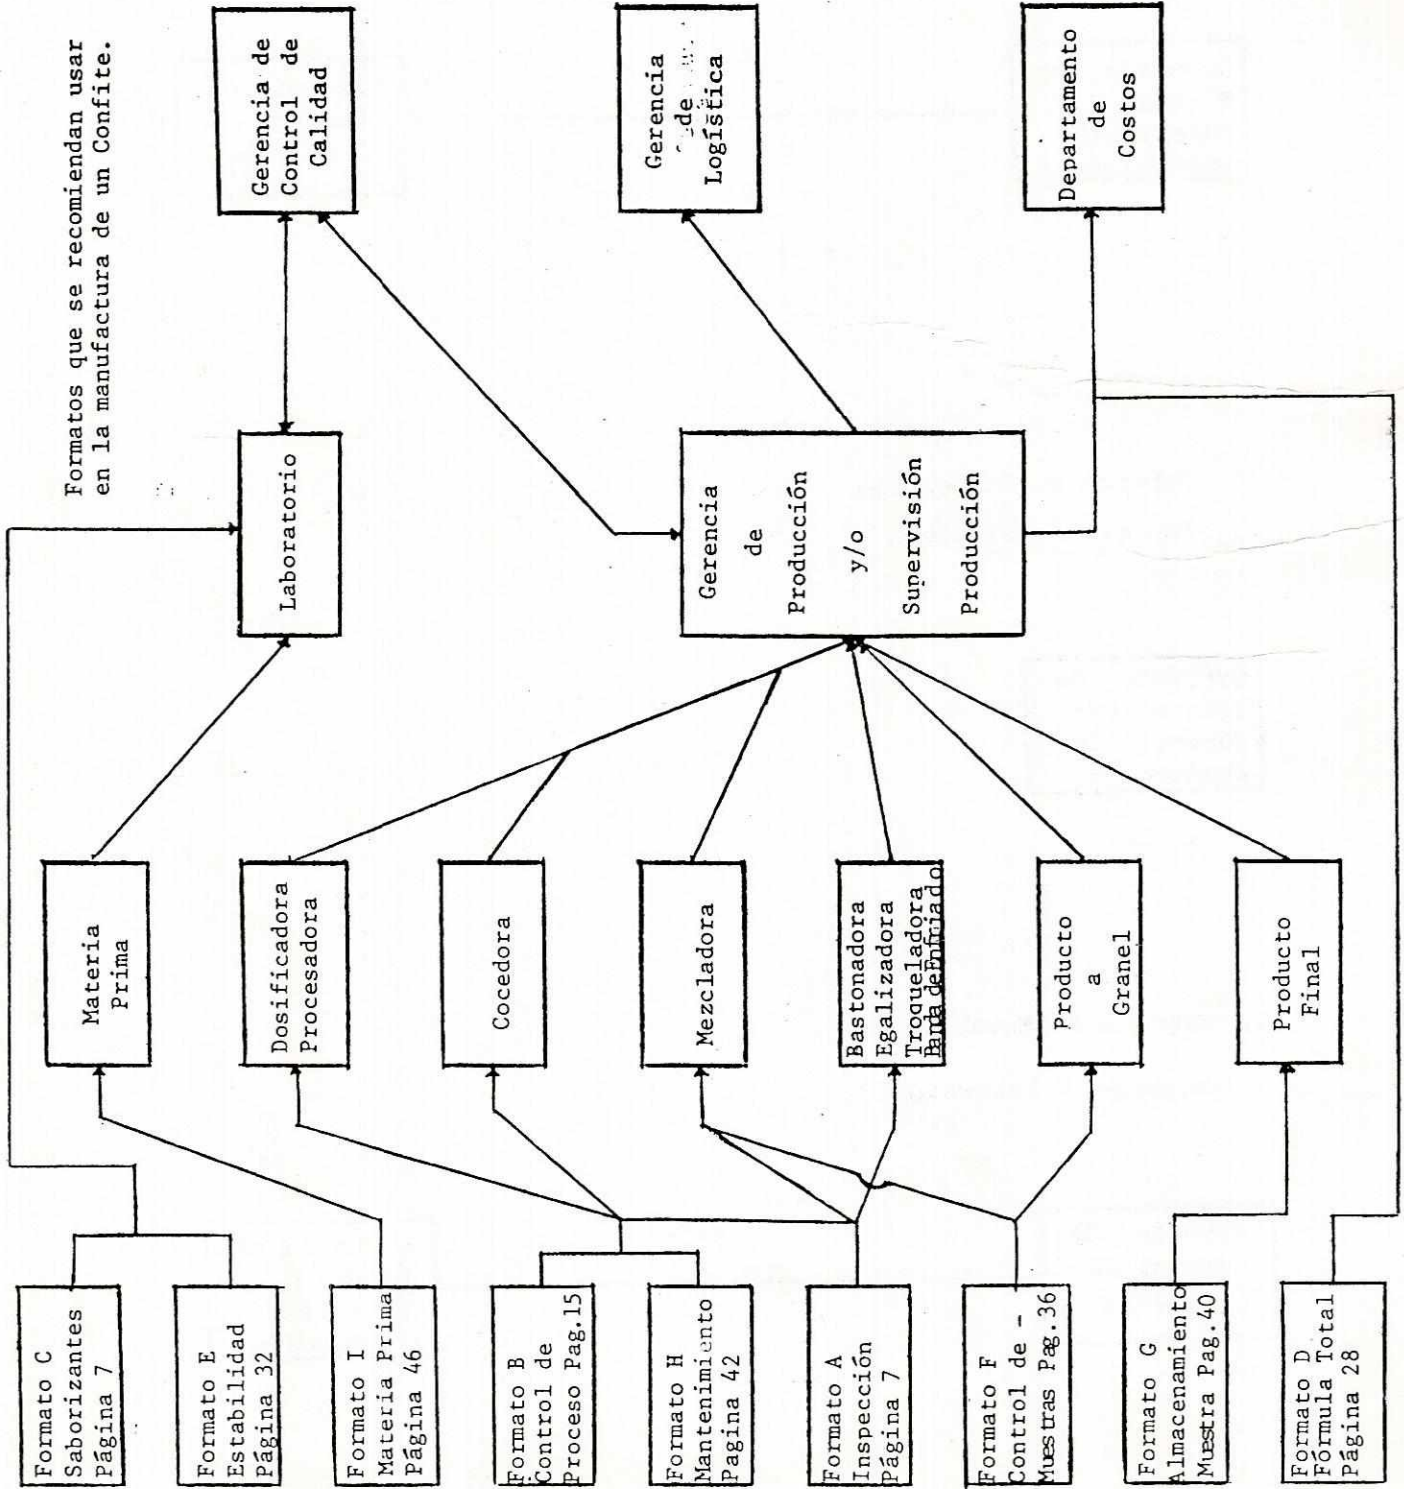 Formatos que se recomiendan usar
en la manufactura de un Confite.
Formato C
Saborizantes
Página 7
Formato E
Estabilidad
Página 32
Formato I
Materia Prima
Página 46
Formato B
Control de
Proceso Pag.15
Formato H
Mantenimiento
Pagina 42
Formato A
Inspección
Página 7
Formato F
Control de -
Muestras Pag.36
Formato G
Almacenamiento
Muestra Pag.40
Formato D
Fórmula Total
Página 28
Materia
Prima
Dosificadora
Procesadora
Cocedora
Mezcladora
Bastonadora
Egalizadora
Troqueladora
Banda de Enfriado
Producto
a
Granel
Producto
Final
Laboratorio
Gerencia
de
Producción
y/o
Supervisión
Producción
Gerencia de
Control de
Calidad
Gerencia
de
Logística
Departamento
de
Costos